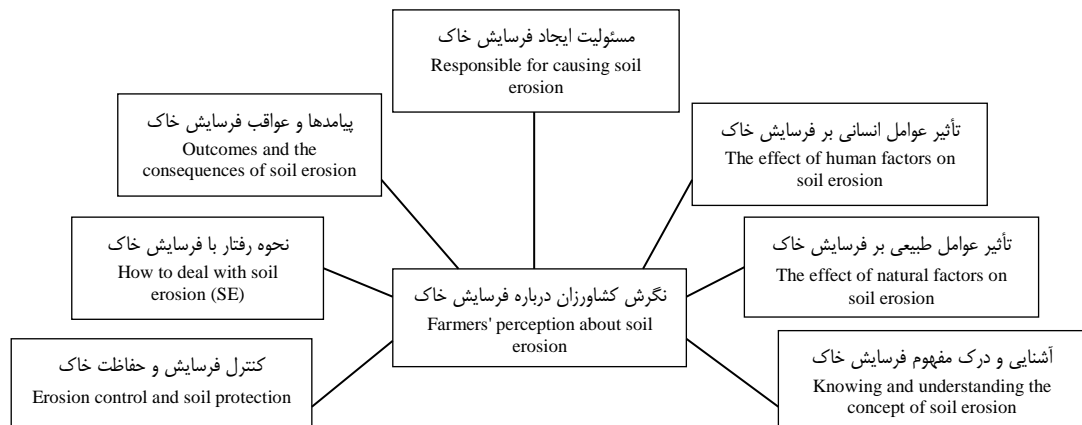 مسئولیت ایجاد فرسایش خاک
Responsible for causing soil
erosion
پیامدها و عواقب فرسایش خاک
Outcomes and the
consequences of soil erosion
تأثیر عوامل انسانی بر فرسایش خاک
The effect of human factors on
soil erosion
نحوه رفتار با فرسایش خاک
How to deal with soil
erosion (SE)
تأثیر عوامل طبیعی بر فرسایش خاک
The effect of natural factors on
soil erosion
نگرش کشاورزان درباره فرسایش خاک
Farmers' perception about soil
erosion
کنترل فرسایش و حفاظت خاک
Erosion control and soil protection
آشنایی و درک مفهوم فرسایش خاک
Knowing and understanding the
concept of soil erosion